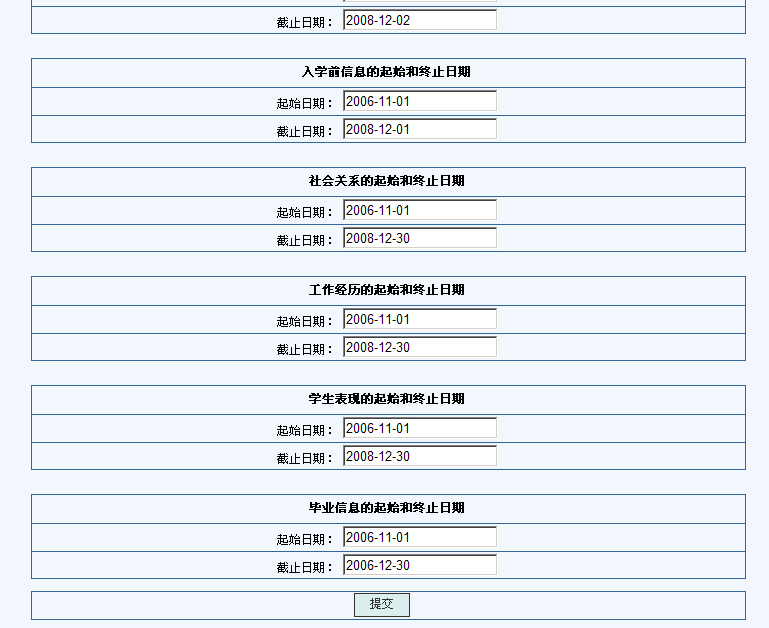 截止日期： 2008-12-02
入学前信息的起始和终止日期
起始日期： 2006-11-01
截止日期： 2008-12-01
社会关系的起始和终止日期
起始日期： 2006-11-01
截止日期： 2008-12-30
工作经历的起始和终止日期
起始日期： 2006-11-01
截止日期： 2008-12-30
学生表现的起始和终止日期
起始日期： 2006-11-01
截止日期： 2008-12-30
毕业信息的起始和终止日期
起始日期： 2006-11-01
截止日期： 2006-12-30
提交